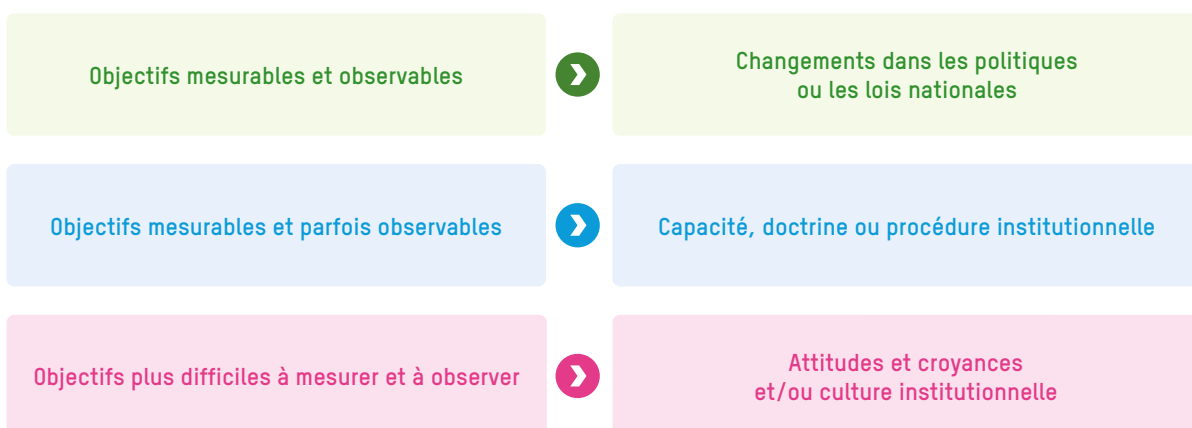 Objectifs mesurables et observables
Changements dans les politiques
ou les lois nationales
Objectifs mesurables et parfois observables
Capacité, doctrine ou procédure institutionnelle
Objectifs plus difficiles à mesurer et à observer
Attitudes et croyances
et/ou culture institutionnelle